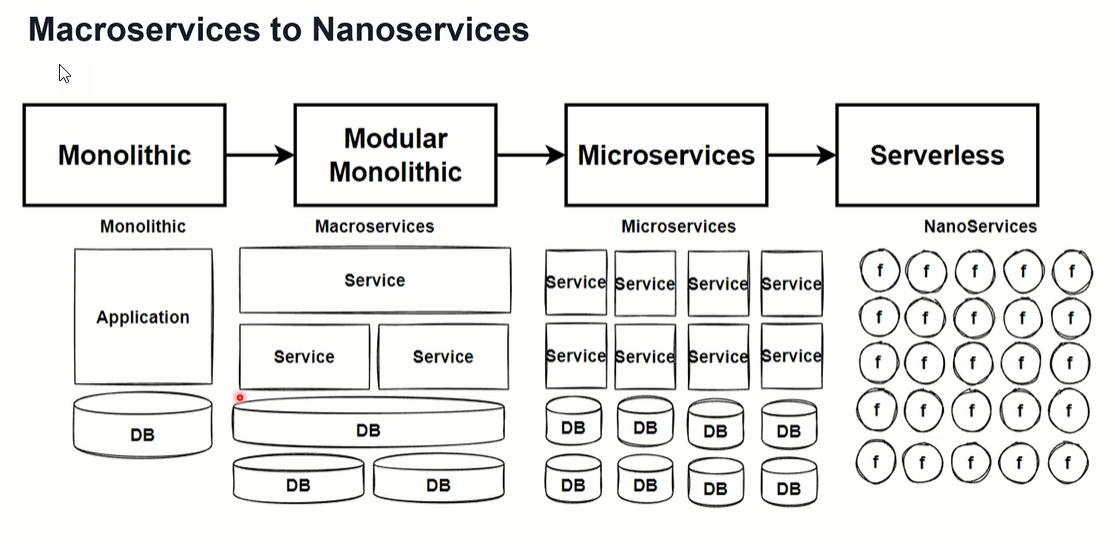 Macroservices to Nanoservices
Monolithic
Modular
Monolithic
Microservices
Serverless
Monolithic
Macroservices
Microservices
NanoServices
Application
DB
Service
Service Service
DB
DB DB
Service Service Service Service
Service Service Service Service
DB DB DB DB
DB DB DB DB
f f f f f
f f f f f
f f f f f
f f f f f
f f f f f